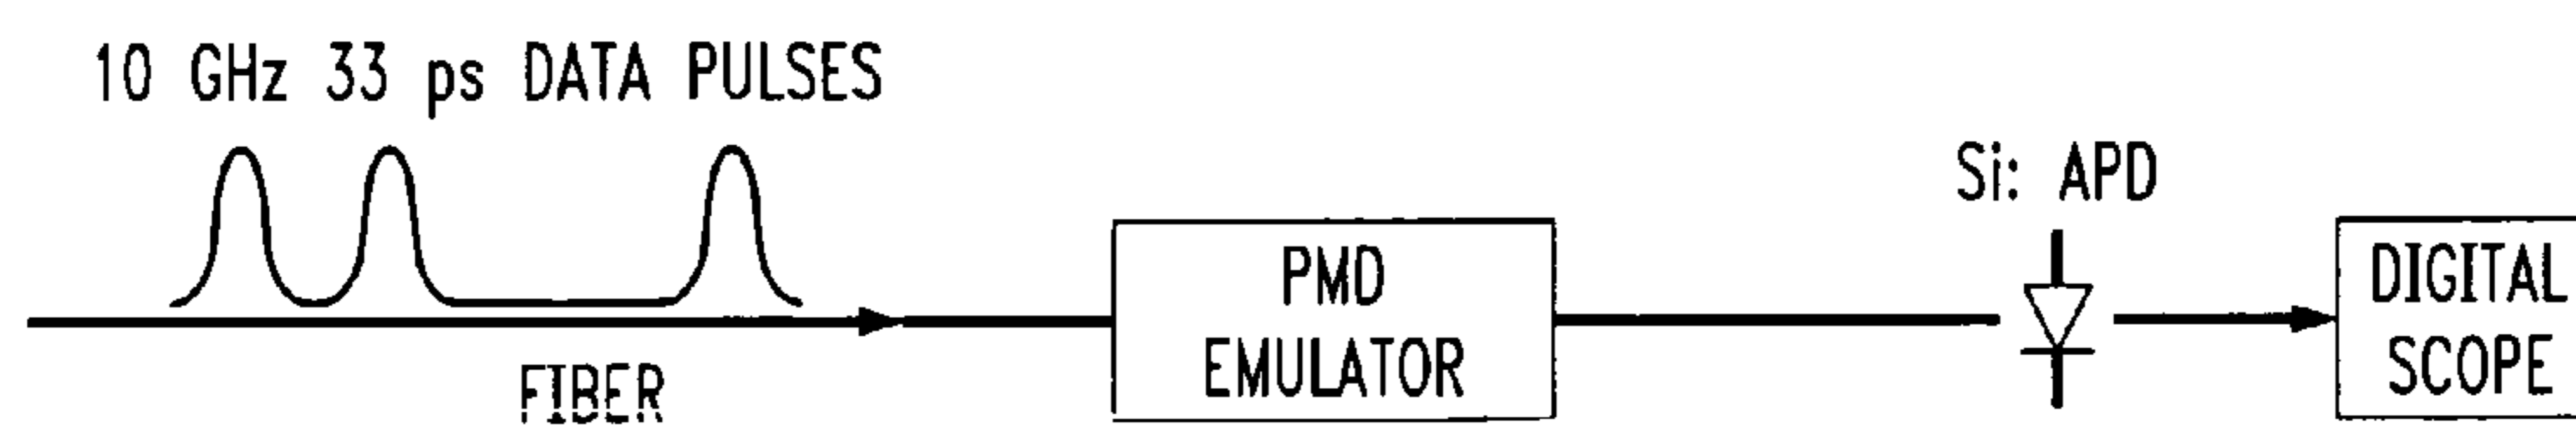 10 GHz 33 ps DATA PULSES
FIBER
PMD
EMULATOR
Si: APD
DIGITAL
SCOPE